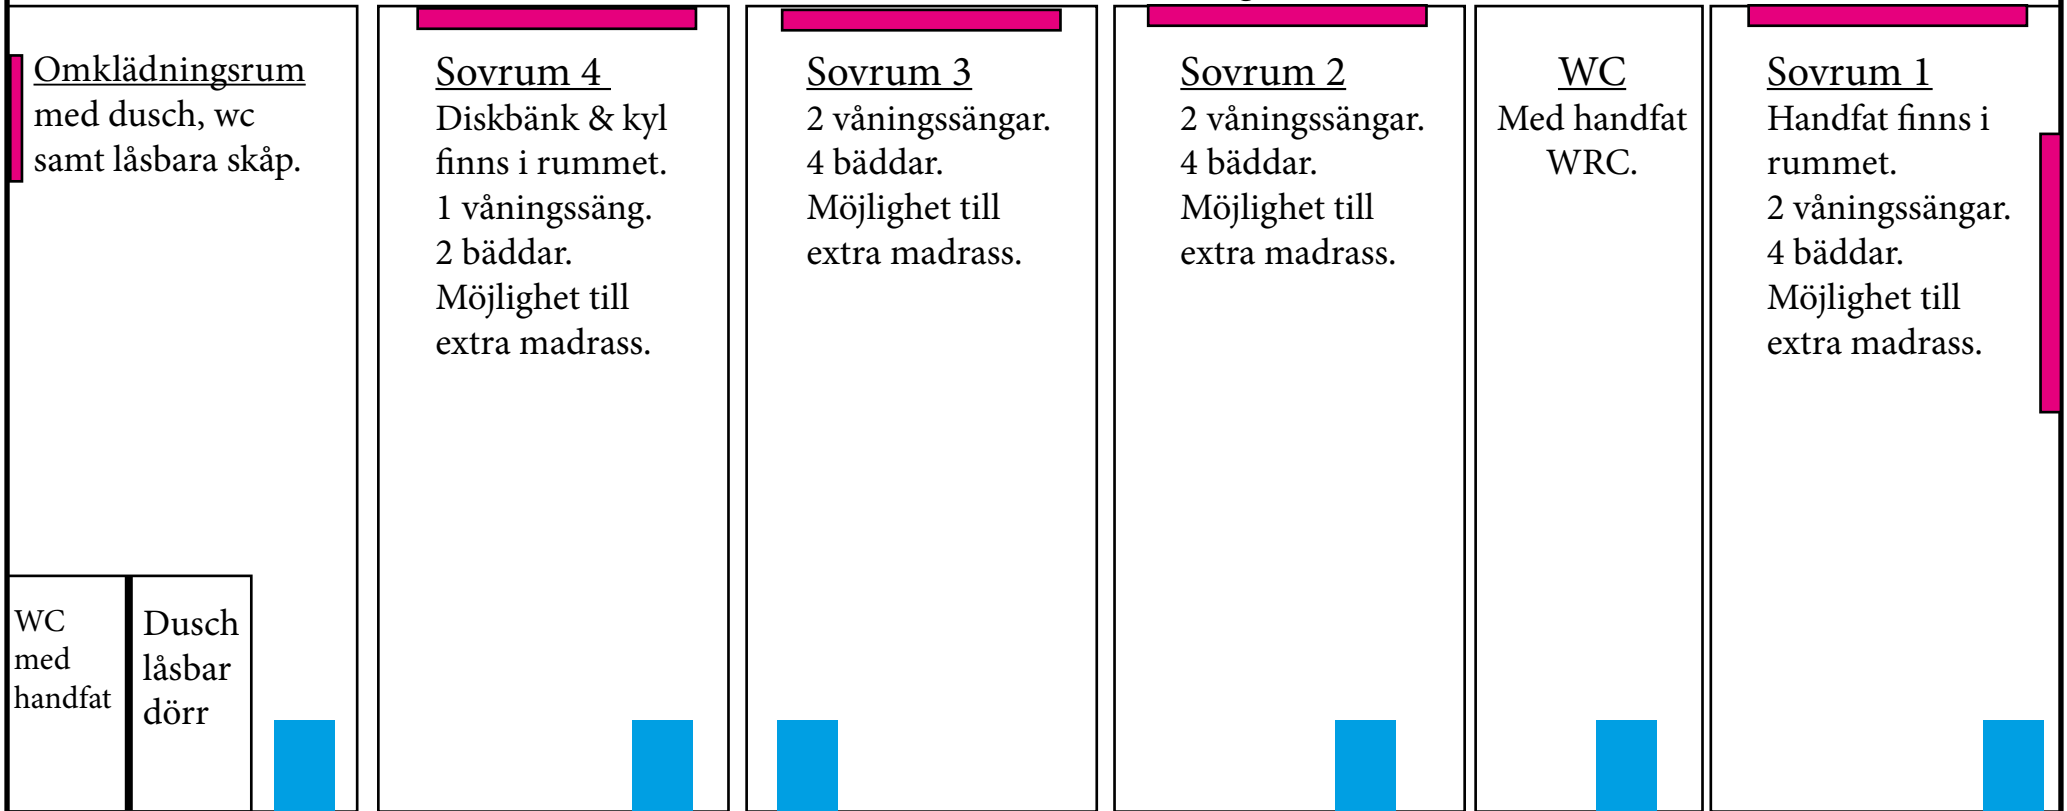 Omklädningsrum
med dusch, wc
samt låsbara skåp.
WC
med
handfat
Dusch
låsbar
dörr
Sovrum 4
Diskbänk & kyl
finns i rummet.
1 våningssäng.
2 bäddar.
Möjlighet till
extra madrass.
Sovrum 3
2 våningssängar.
4 bäddar.
Möjlighet till
extra madrass.
Sovrum 2
2 våningssängar.
4 bäddar.
Möjlighet till
extra madrass.
WC
Med handfat
WRC.
Sovrum 1
Handfat finns i
rummet.
2 våningssängar.
4 bäddar.
Möjlighet till
extra madrass.